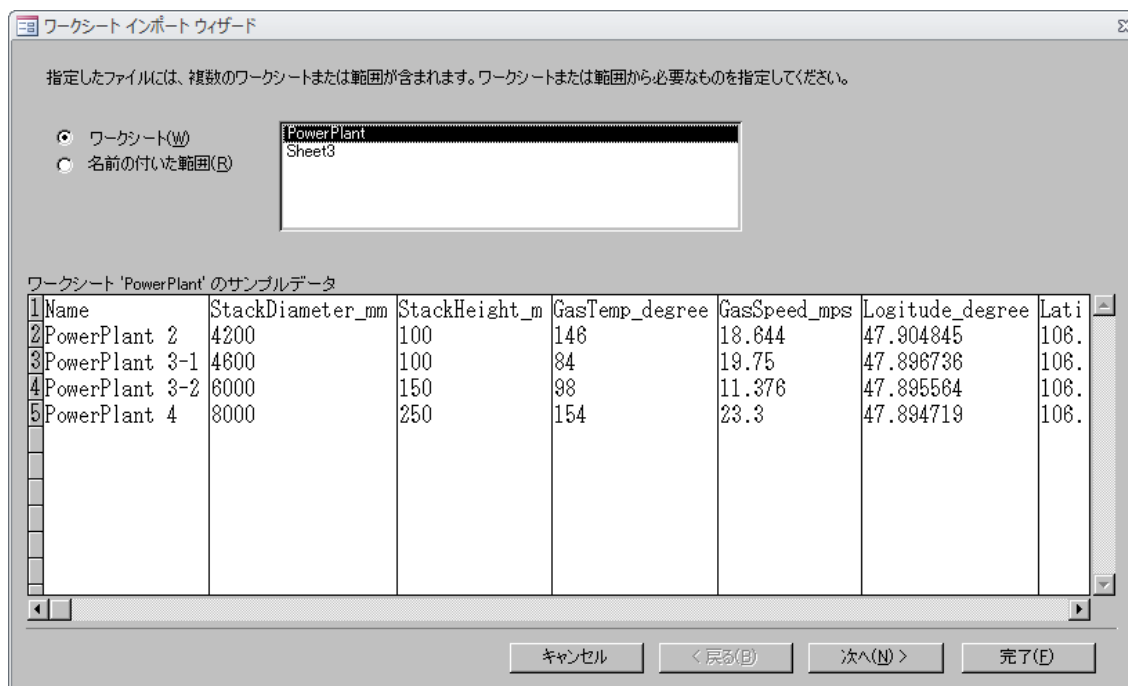 ワークシート インポート ウィザード
指定したファイルには、複数のワークシートまたは範囲が含まれます。ワークシートまたは範囲から必要なものを指定してください。
ワークシート(W)
名前の付いた範囲(R)
PowerPlant
Sheet3
ワークシート 'PowerPlant' のサンプルデータ
1 Name StackDiameter_mm StackHeight_m GasTemp_degree GasSpeed_mps Logitude_degree Lati
2 PowerPlant 2 4200 100 146 18.644 47.904845 106.
3 PowerPlant 3-1 4600 100 84 19.75 47.896736 106.
4 PowerPlant 3-2 6000 150 98 11.376 47.895564 106.
5 PowerPlant 4 8000 250 154 23.3 47.894719 106.
キャンセル < 戻る(B) 次へ(N) > 完了(F)